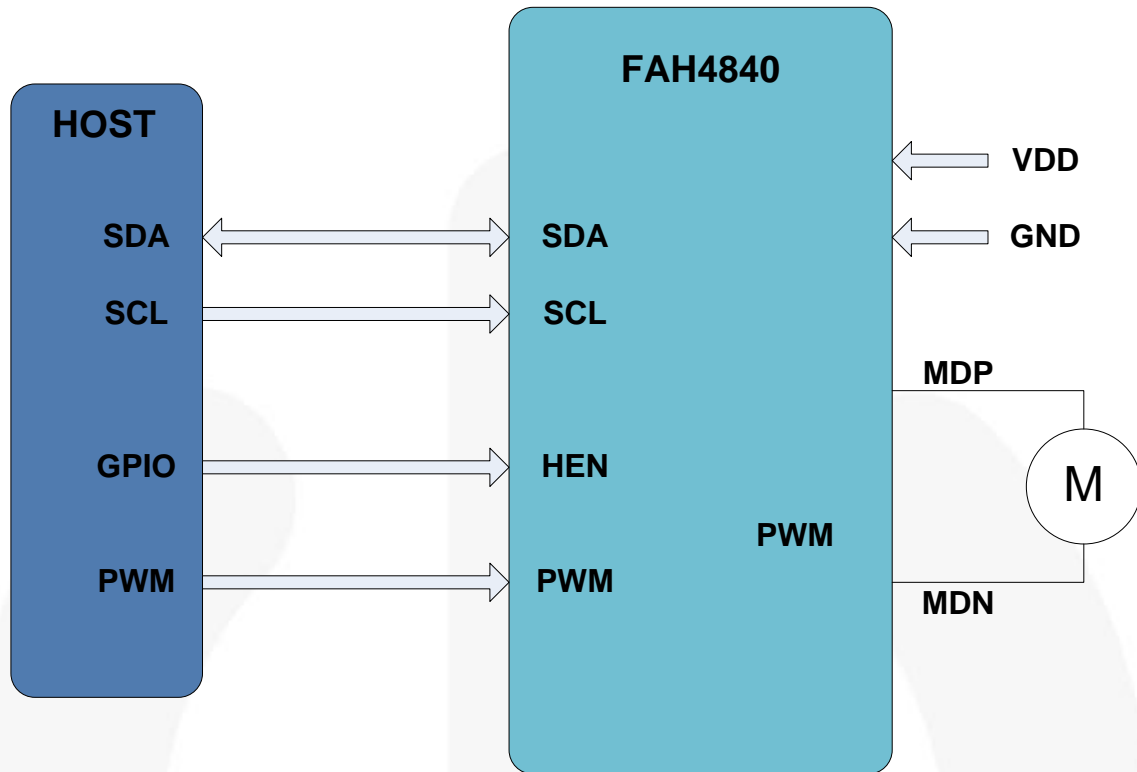 FAH4840
HOST
VDD
SDA
SDA
GND
SCL
SCL
MDP
GPIO
HEN
M
PWM
PWM
PWM
MDN